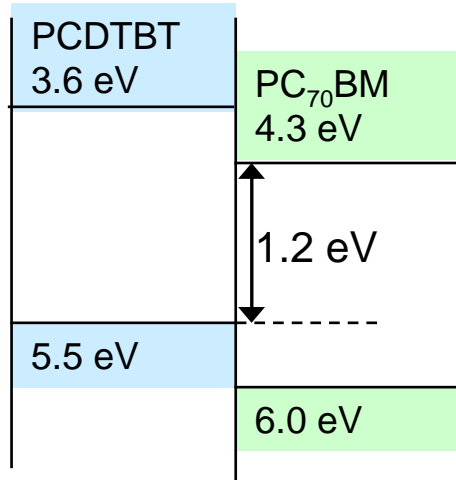 PCDTBT
3.6 eV
PC₇₀BM
4.3 eV
1.2 eV
5.5 eV
6.0 eV